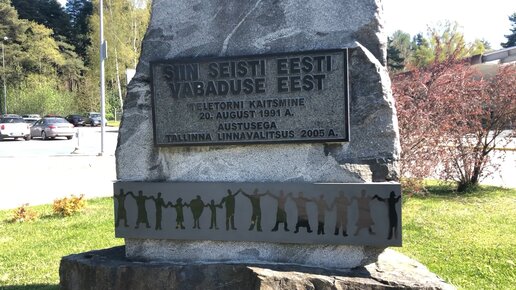 SIIN SEISTI EESTI
VABADUSE EEST
TELETORNI KAITSMINE
20. AUGUST 1991 A.
AUSTUSEGA
TALLINNA LINNAVALITSUS 2005 A.